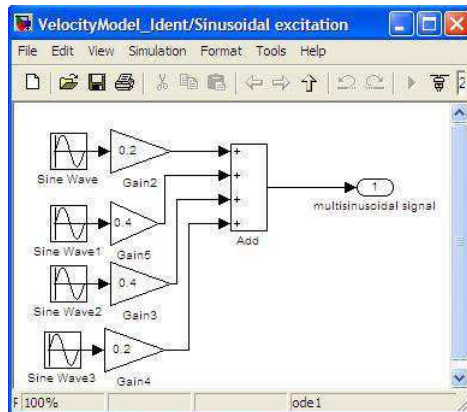 VelocityModel_Ident/Sinusoidal excitation
File Edit View Simulation Format Tools Help
0.2
Sine Wave
Gain2
0.4
Sine Wave1
Gain5
0.4
Sine Wave2
Gain3
0.2
Sine Wave3
Gain4
+
+
+
+
Add
1
multisinusoidal signal
F 100%
ode1